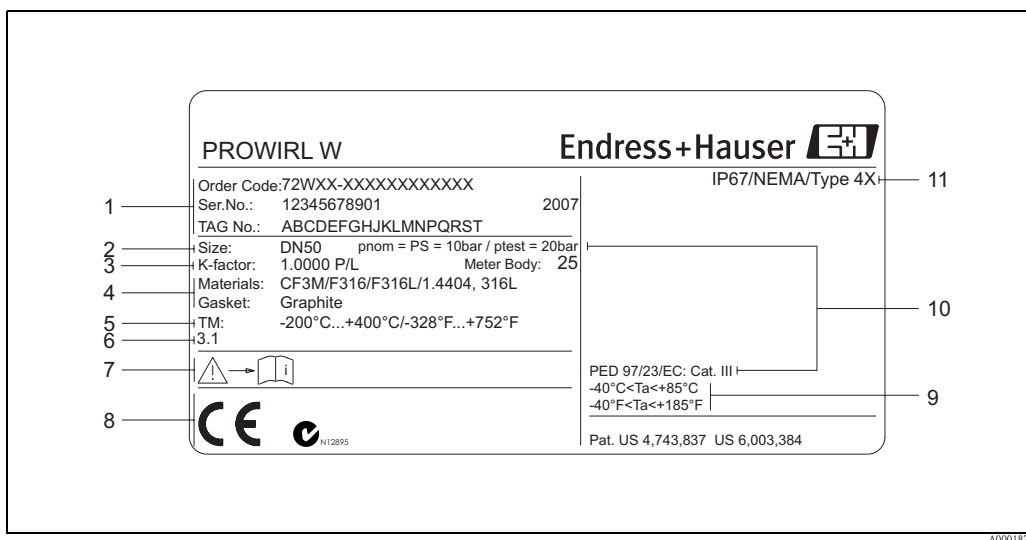 PROWIRL W
Endress+Hauser
Order Code:72WXX-XXXXXXXXXXXX
Ser.No.: 12345678901 2007
TAG No.: ABCDEFGHJKLMNPQRST
IP67/NEMA/Type 4X
Size: DN50 pnom = PS = 10bar / ptest = 20bar
K-factor: 1.0000 P/L Meter Body: 25
Materials: CF3M/F316/F316L/1.4404, 316L
Gasket: Graphite
TM: -200°C...+400°C/-328°F...+752°F
3.1
i
CE
N12895
PED 97/23/EC: Cat. III
-40°C<Ta<+85°C
-40°F<Ta<+185°F
Pat. US 4,743,837 US 6,003,384
1
2
3
4
5
6
7
8
9
10
11